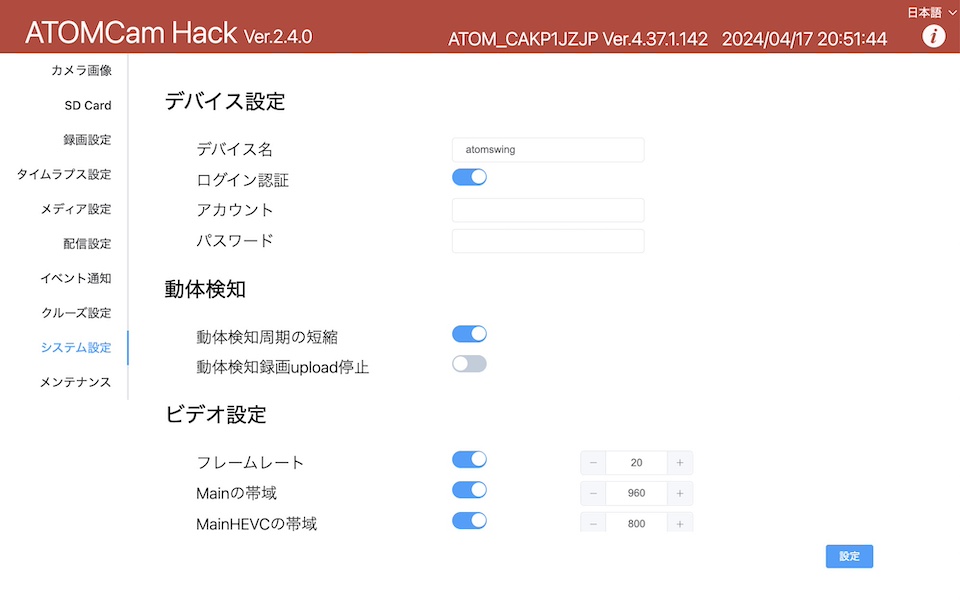 日本語
ATOMCam Hack Ver.2.4.0
ATOM_CAKP1JZJP Ver.4.37.1.142 2024/04/17 20:51:44
i
カメラ画像
SD Card
録画設定
タイムラプス設定
メディア設定
配信設定
イベント通知
クルーズ設定
システム設定
メンテナンス
デバイス設定
デバイス名 atomswing
ログイン認証
アカウント
パスワード
動体検知
動体検知周期の短縮
動体検知録画upload停止
ビデオ設定
フレームレート − 20 +
Mainの帯域 − 960 +
MainHEVCの帯域 − 800 +
設定